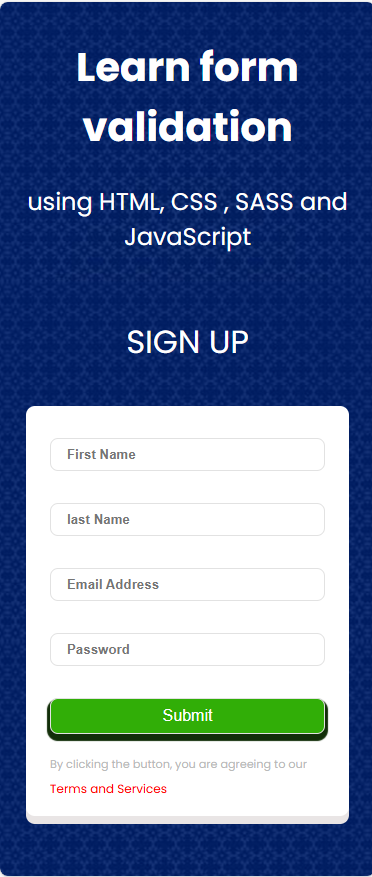 Learn form
validation
using HTML, CSS , SASS and
JavaScript
SIGN UP
First Name
last Name
Email Address
Password
Submit
By clicking the button, you are agreeing to our
Terms and Services